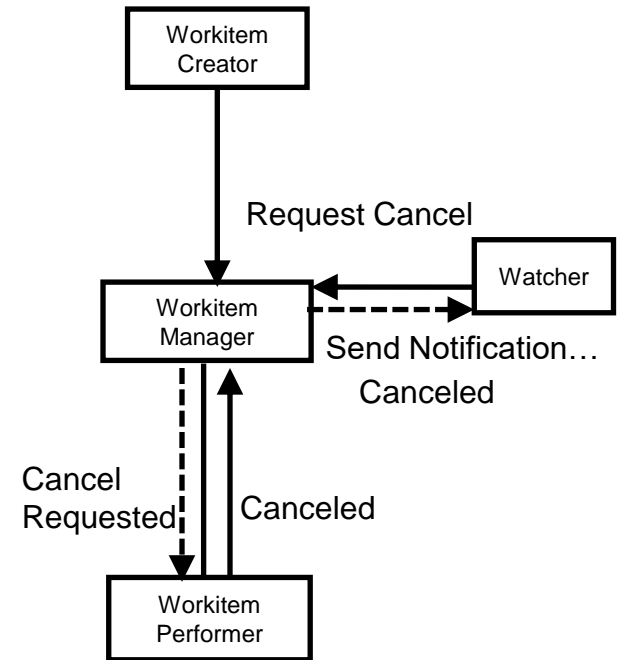 Workitem
Creator
Request Cancel
Watcher
Workitem
Manager
Send Notification…
Canceled
Cancel
Requested
Canceled
Workitem
Performer